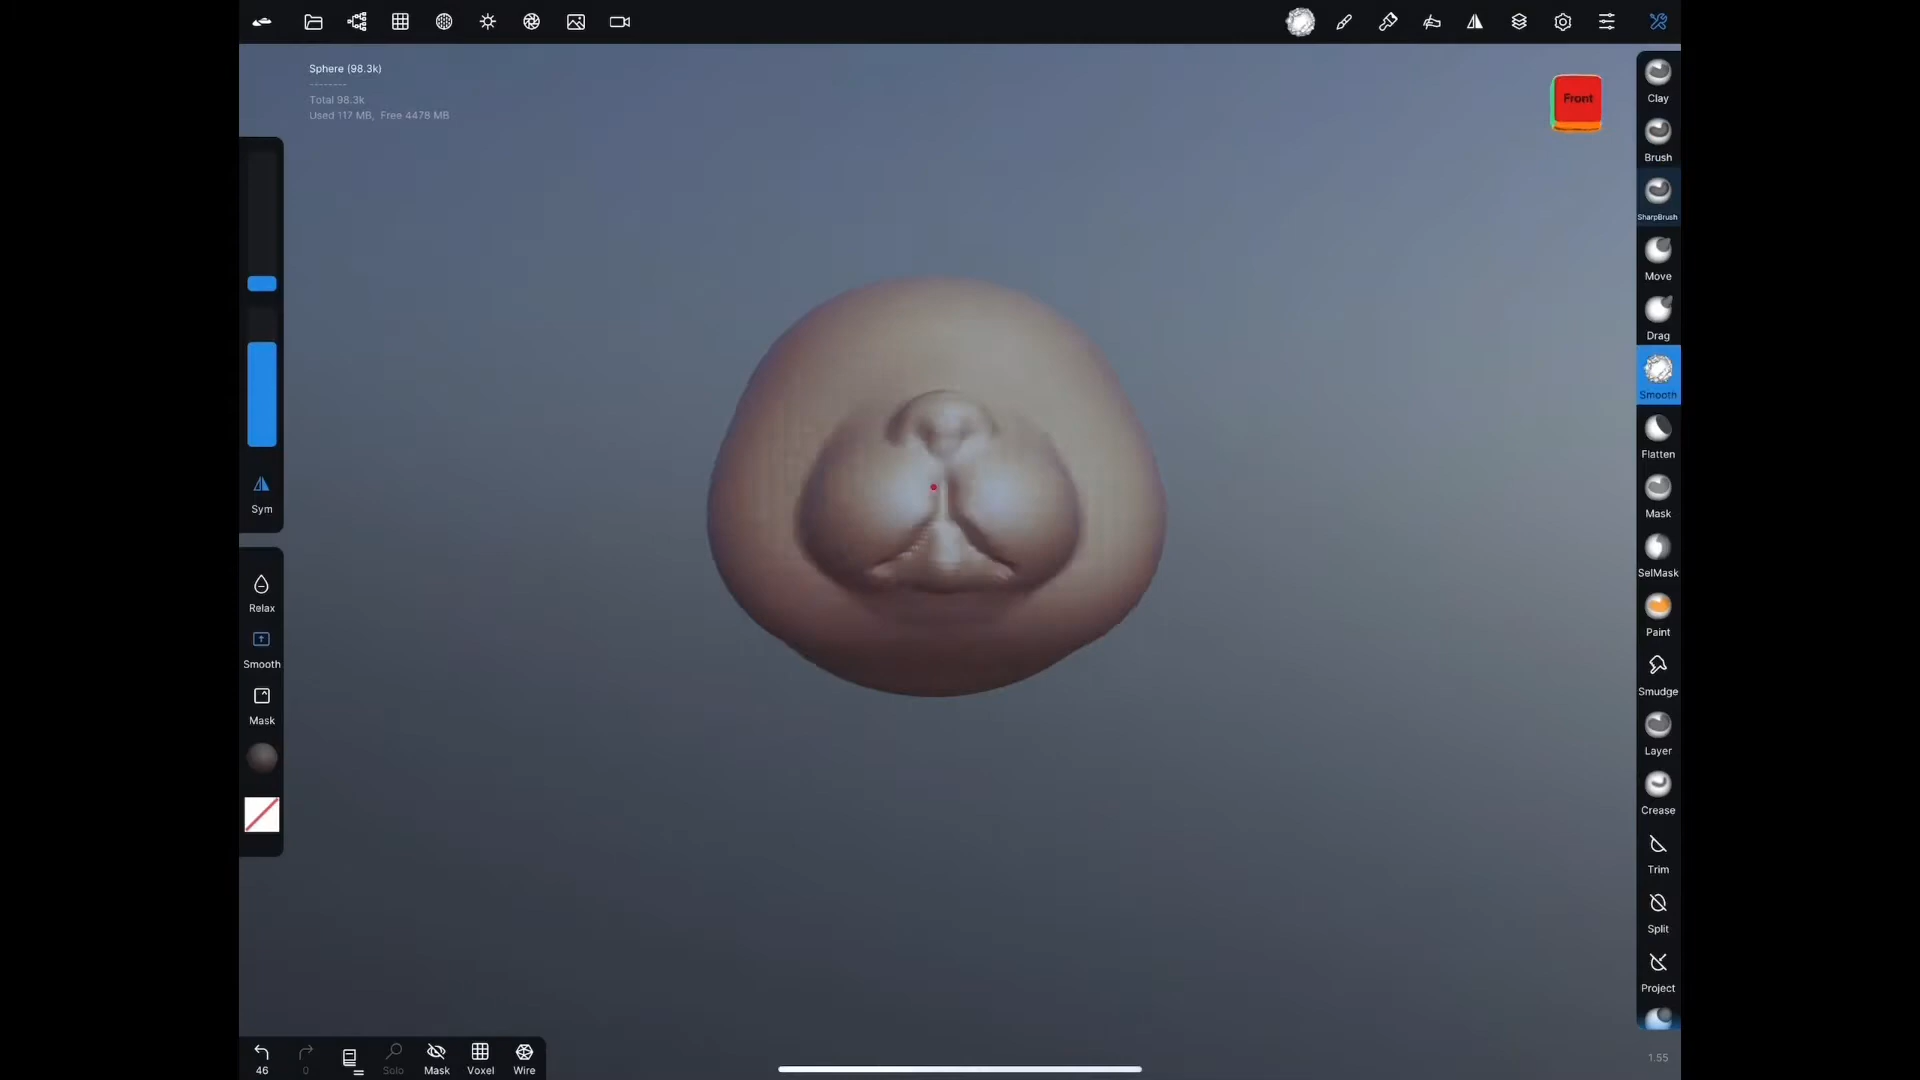 Sphere (98.3k)
--------
Total 98.3k
Used 117 MB, Free 4478 MB
Front
Clay
Brush
SharpBrush
Move
Drag
Smooth
Flatten
Mask
SelMask
Paint
Smudge
Layer
Crease
Trim
Split
Project
1.55
Sym
Relax
Smooth
Mask
46
0
Solo
Mask
Voxel
Wire